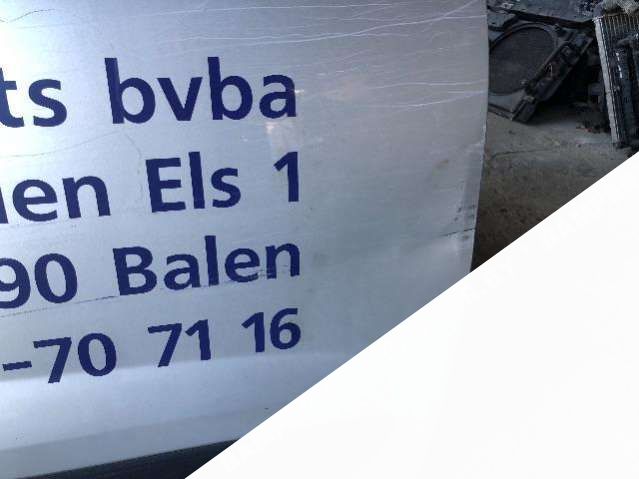 ts bvba
len Els 1
90 Balen
-70 71 16